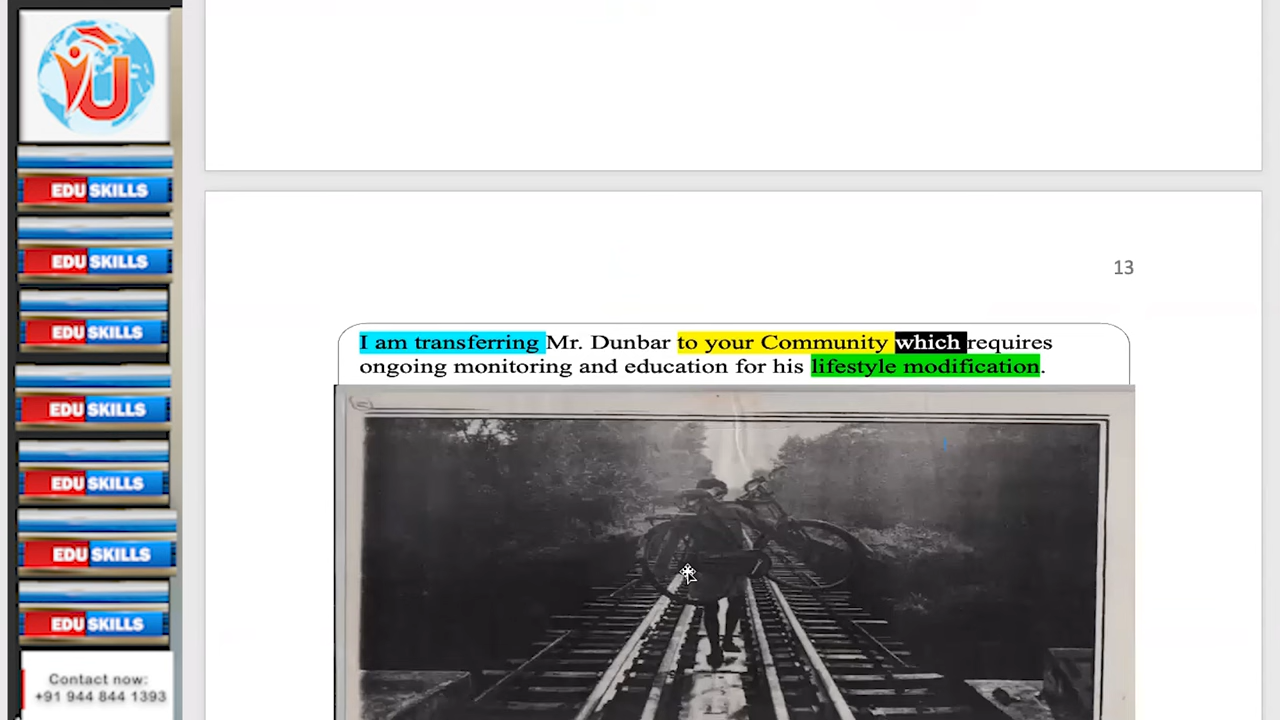 U
EDU SKILLS
EDU SKILLS
EDU SKILLS
EDU SKILLS
EDU SKILLS
EDU SKILLS
EDU SKILLS
Contact now:
+91 944 844 1393
13
I am transferring Mr. Dunbar to your Community which requires
ongoing monitoring and education for his lifestyle modification.